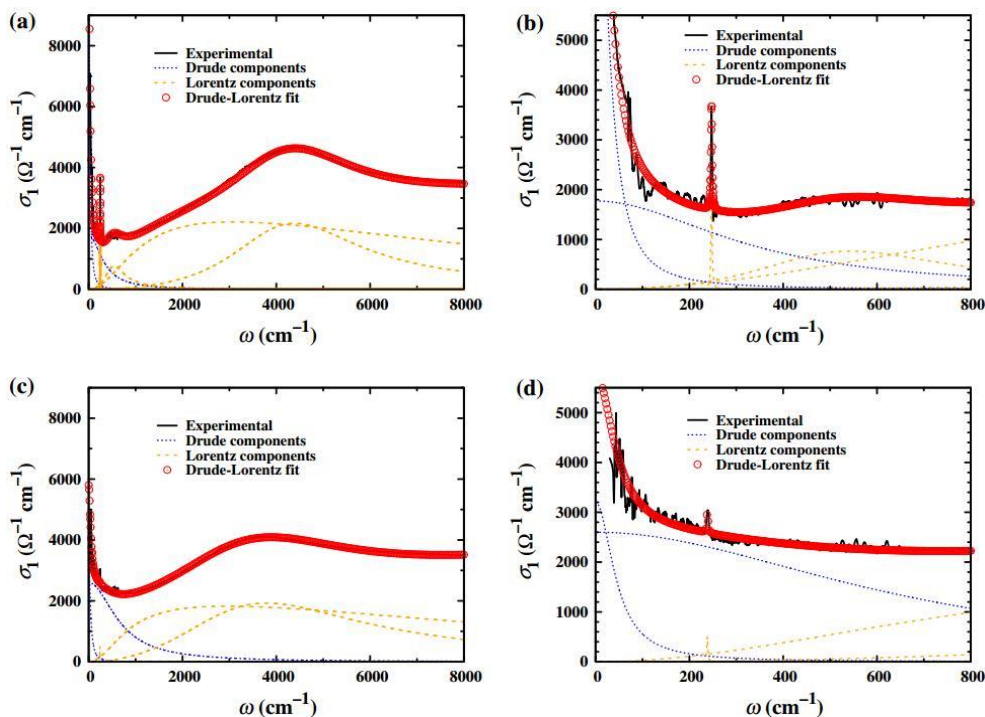 (a)
8000
6000
4000
2000
0
σ1 (Ω−1 cm−1)
Experimental
Drude components
Lorentz components
Drude-Lorentz fit
0 2000 4000 6000 8000
ω (cm−1)
(b)
5000
4000
3000
2000
1000
0
σ1 (Ω−1 cm−1)
Experimental
Drude components
Lorentz components
Drude-Lorentz fit
0 200 400 600 800
ω (cm−1)
(c)
8000
6000
4000
2000
0
σ1 (Ω−1 cm−1)
Experimental
Drude components
Lorentz components
Drude-Lorentz fit
0 2000 4000 6000 8000
ω (cm−1)
(d)
5000
4000
3000
2000
1000
0
σ1 (Ω−1 cm−1)
Experimental
Drude components
Lorentz components
Drude-Lorentz fit
0 200 400 600 800
ω (cm−1)